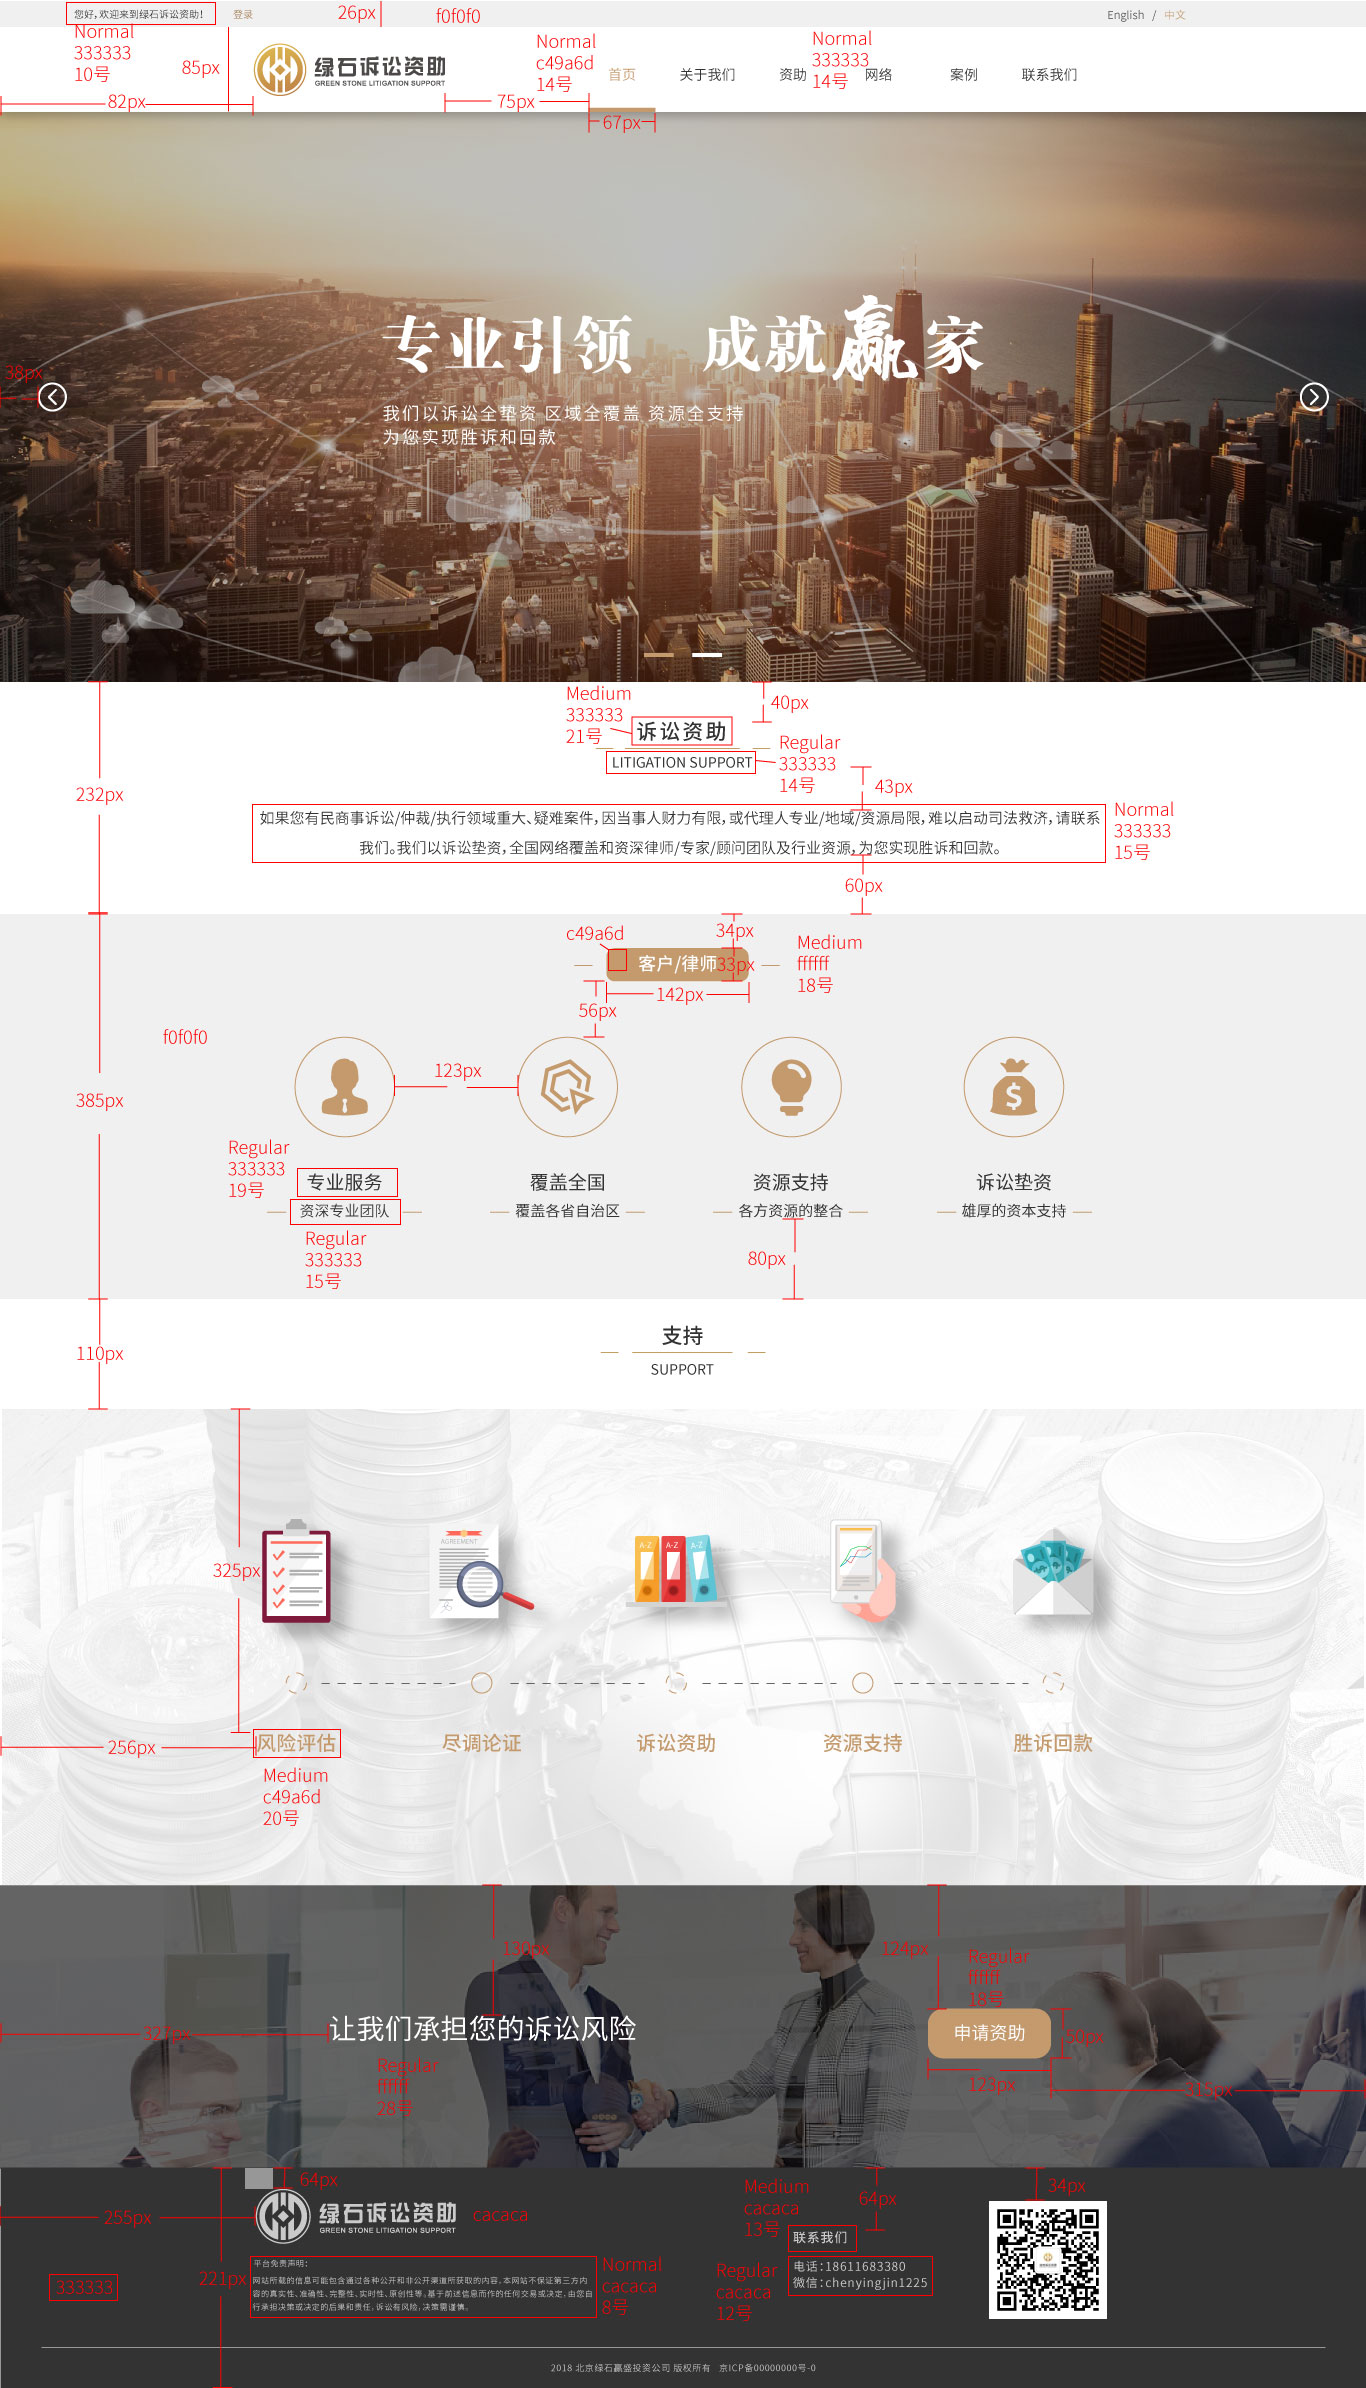 您好，欢迎来到绿石诉讼资助！
登录
26px
f0f0f0
English / 中文
Normal
333333
10号
85px
82px
绿石诉讼资助
GREEN STONE LITIGATION SUPPORT
75px
Normal
c49a6d
14号
首页
67px
关于我们
资助
Normal
333333
14号
网络
案例
联系我们
专业引领 成就赢家
38px
我们以诉讼全垫资 区域全覆盖 资源全支持
为您实现胜诉和回款
Medium
333333
21号
40px
诉讼资助
LITIGATION SUPPORT
Regular
333333
14号
232px
43px
如果您有民商事诉讼/仲裁/执行领域重大、疑难案件，因当事人财力有限，或代理人专业/地域/资源局限，难以启动司法救济，请联系
我们。我们以诉讼垫资，全国网络覆盖和资深律师/专家/顾问团队及行业资源，为您实现胜诉和回款。
Normal
333333
15号
60px
c49a6d
34px
客户/律师
33px
Medium
ffffff
18号
142px
56px
f0f0f0
123px
385px
Regular
333333
19号
专业服务
覆盖全国
资源支持
诉讼垫资
资深专业团队
覆盖各省自治区
各方资源的整合
雄厚的资本支持
Regular
333333
15号
80px
支持
SUPPORT
110px
325px
AGREEMENT
A-Z
A-Z
A-Z
256px
风险评估
尽调论证
诉讼资助
资源支持
胜诉回款
Medium
c49a6d
20号
130px
124px
Regular
ffffff
18号
327px
让我们承担您的诉讼风险
申请资助
50px
Regular
ffffff
28号
123px
315px
64px
255px
绿石诉讼资助
GREEN STONE LITIGATION SUPPORT
cacaca
Medium
cacaca
13号
64px
34px
联系我们
221px
333333
平台免责声明：
网站所载的信息可能包含通过各种公开和非公开渠道所获取的内容，本网站不保证第三方内
容的真实性、准确性、完整性、实时性、原创性等，基于前述信息而作的任何交易或决定，由您自
行承担决策或决定的后果和责任，诉讼有风险，决策需谨慎。
Normal
cacaca
8号
Regular
cacaca
12号
电话：18611683380
微信：chenyingjin1225
2018 北京绿石赢盛投资公司 版权所有 京ICP备00000000号-0